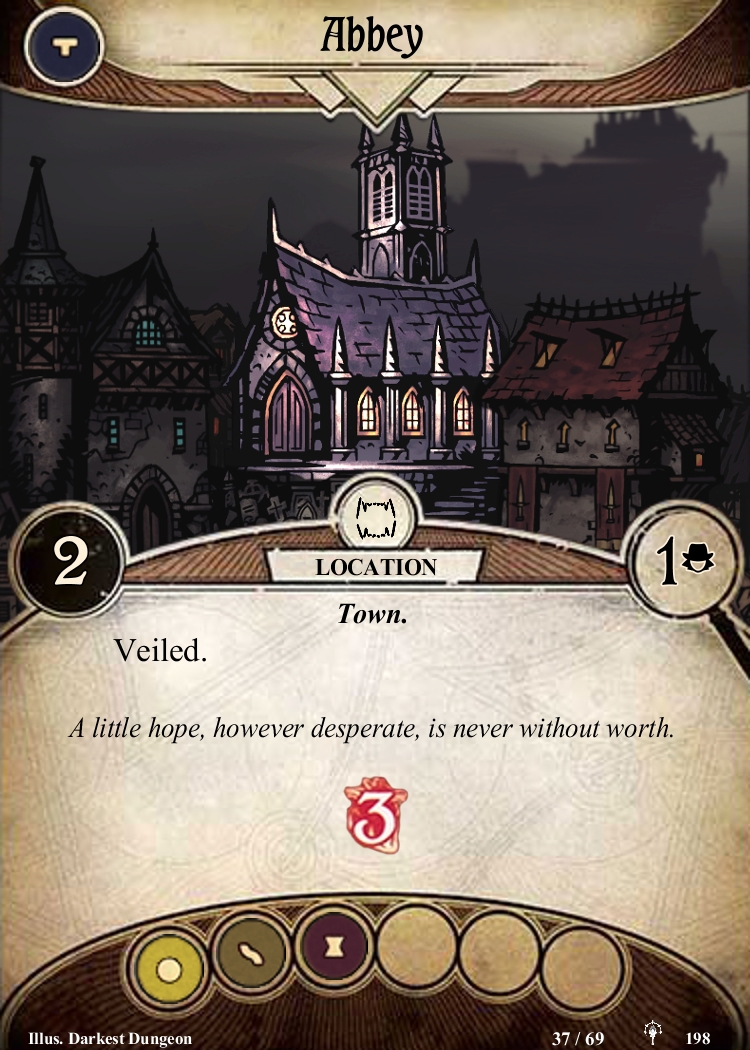 Abbey
2
1
LOCATION
Town.
Veiled.
A little hope, however desperate, is never without worth.
3
Illus. Darkest Dungeon
37 / 69
198